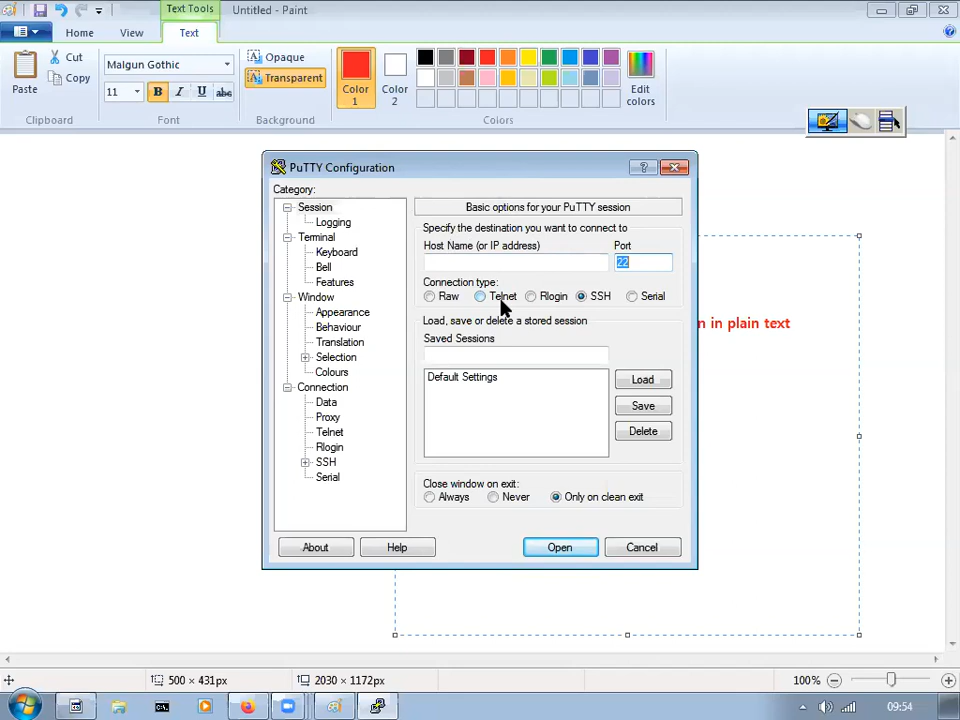 Text Tools
Untitled - Paint
Home
View
Text
Paste
Cut
Copy
Clipboard
Malgun Gothic
11
B
I
U
abc
Font
Opaque
Transparent
Background
Color
1
Color
2
Edit
colors
Colors
PuTTY Configuration
Category:
Session
Logging
Terminal
Keyboard
Bell
Features
Window
Appearance
Behaviour
Translation
Selection
Colours
Connection
Data
Proxy
Telnet
Rlogin
SSH
Serial
Basic options for your PuTTY session
Specify the destination you want to connect to
Host Name (or IP address)
Port
22
Connection type:
Raw
Telnet
Rlogin
SSH
Serial
Load, save or delete a stored session
Saved Sessions
Default Settings
Load
Save
Delete
Close window on exit:
Always
Never
Only on clean exit
About
Help
Open
Cancel
n in plain text
500 × 431px
2030 × 1172px
100%
09:54